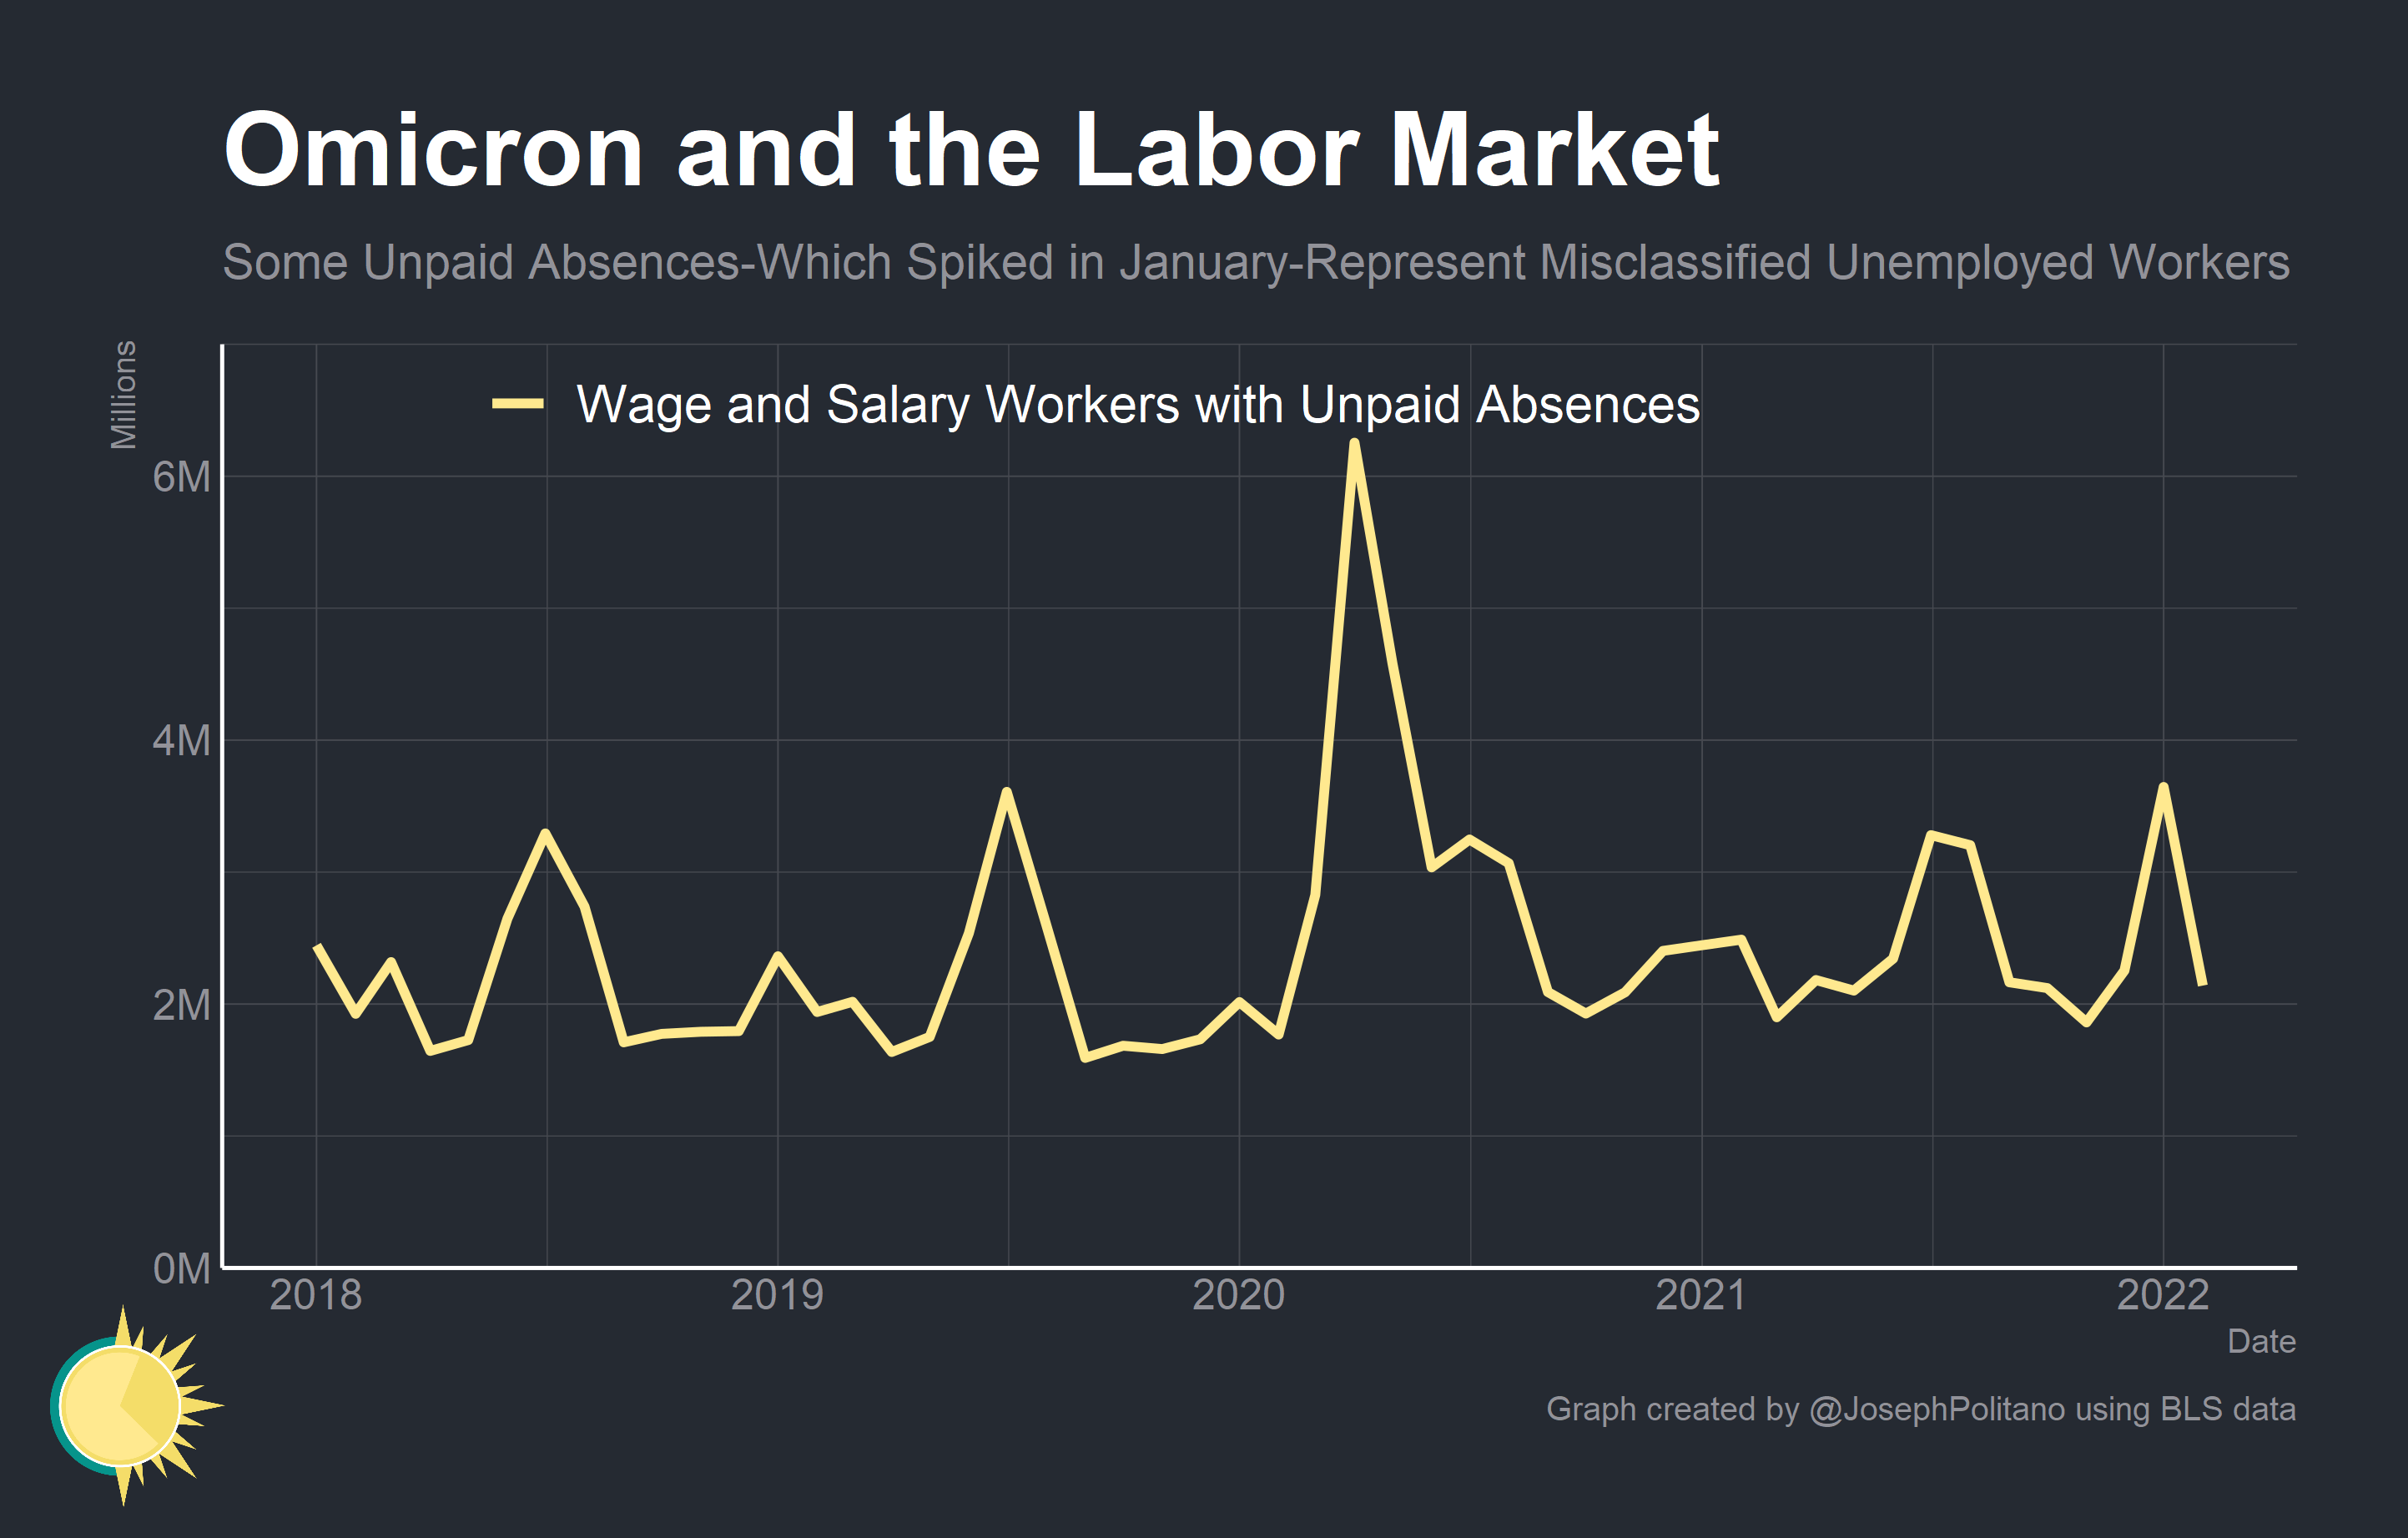 Omicron and the Labor Market
Some Unpaid Absences-Which Spiked in January-Represent Misclassified Unemployed Workers
Millions
Wage and Salary Workers with Unpaid Absences
6M
4M
2M
0M
2018 2019 2020 2021 2022
Date
Graph created by @JosephPolitano using BLS data